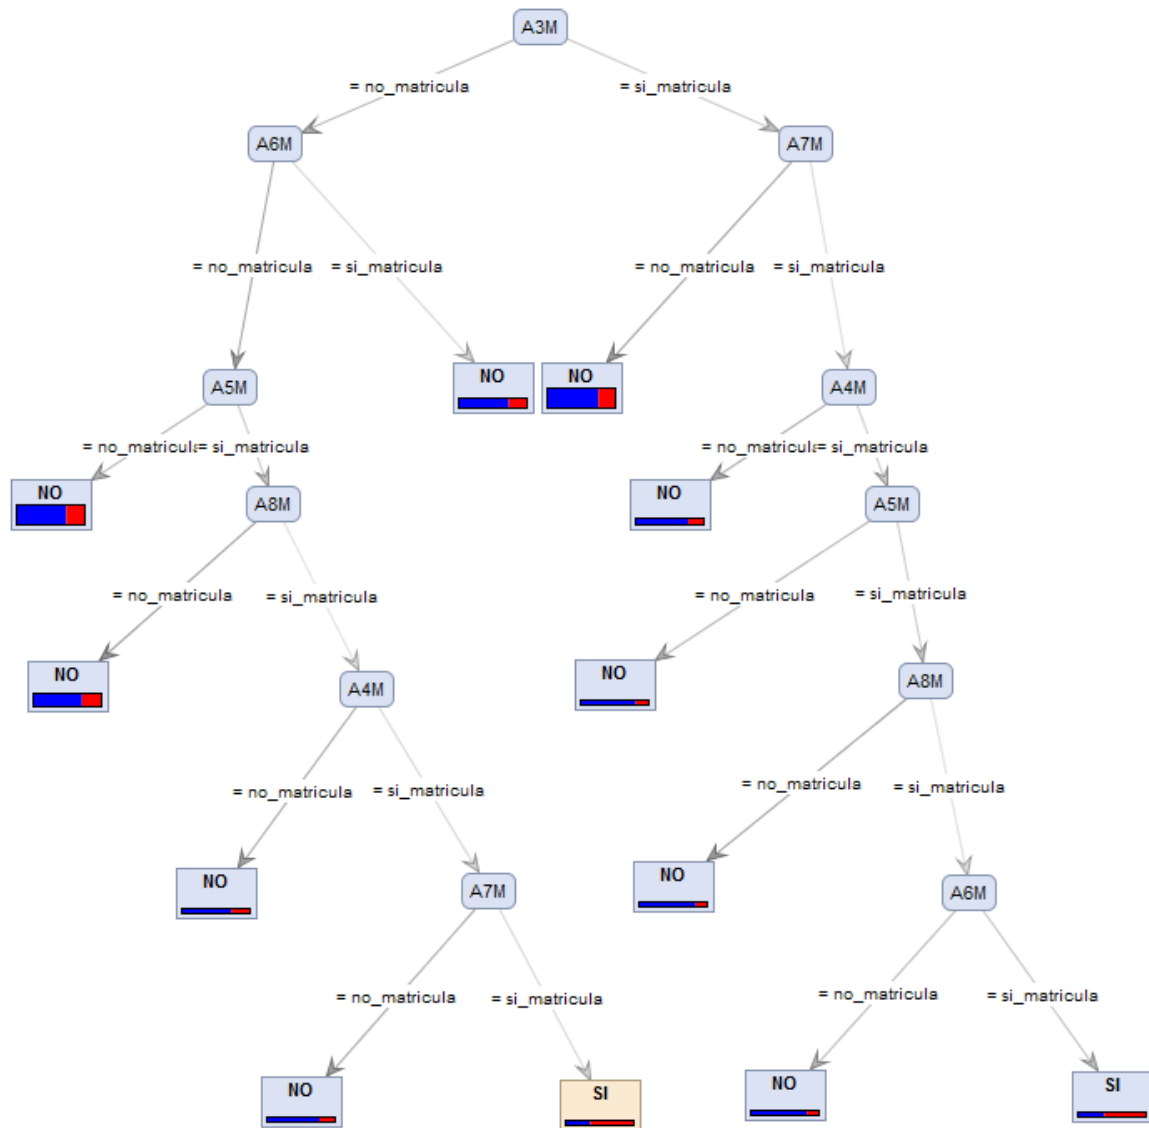 A3M
= no_matricula
= si_matricula
A6M
A7M
= no_matricula
= si_matricula
= no_matricula
= si_matricula
NO
NO
A5M
A4M
= no_matricula
= si_matricula
= no_matricula
= si_matricula
NO
A8M
NO
A5M
= no_matricula
= si_matricula
= no_matricula
= si_matricula
NO
A4M
NO
A8M
= no_matricula
= si_matricula
= no_matricula
= si_matricula
NO
A7M
NO
A6M
= no_matricula
= si_matricula
= no_matricula
= si_matricula
NO
SI
NO
SI